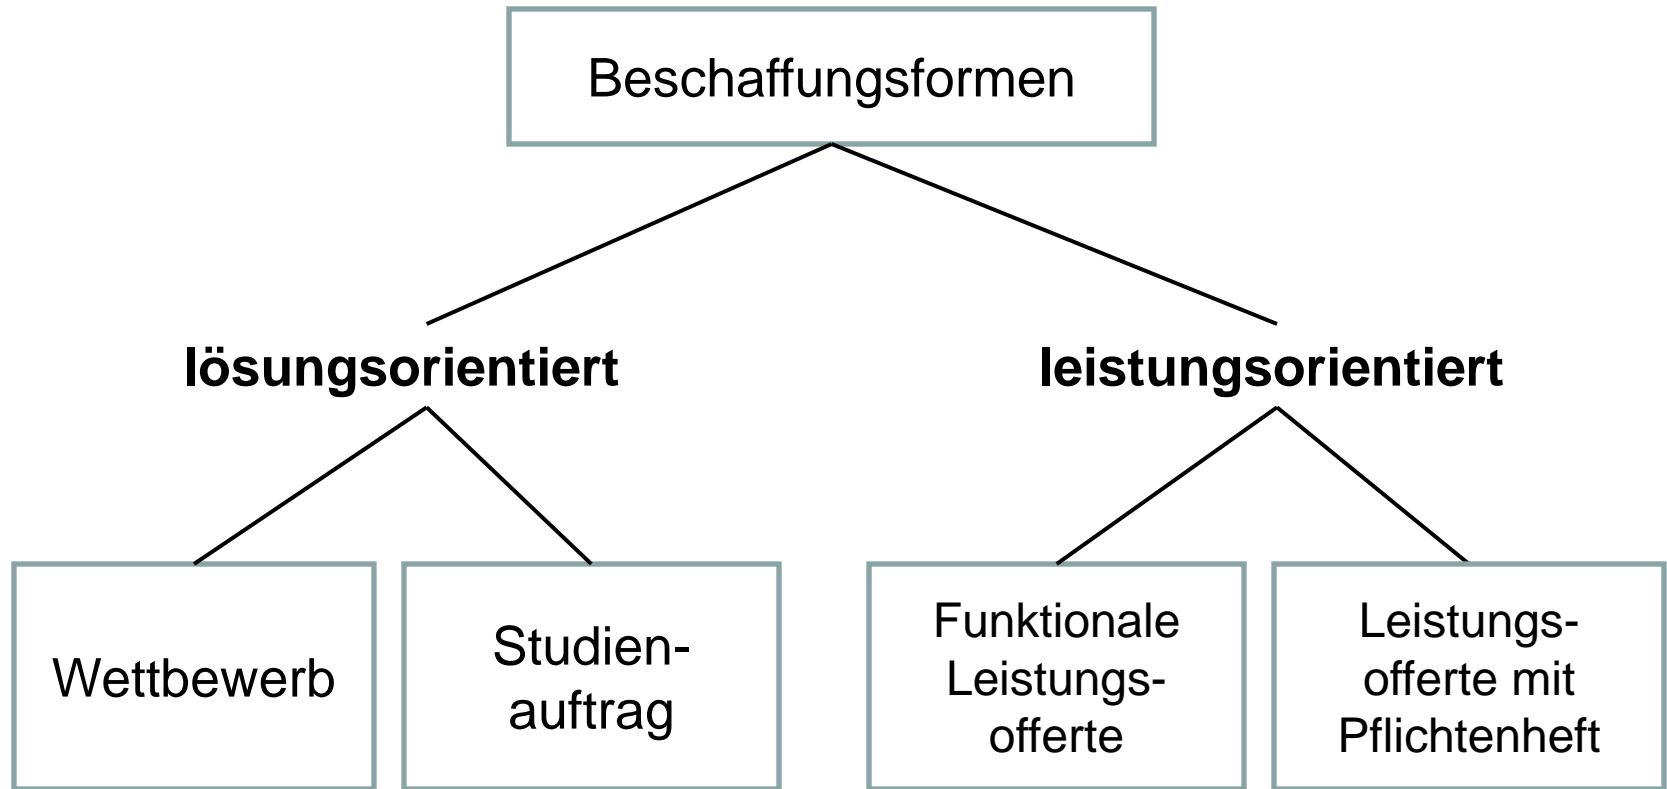 Beschaffungsformen
lösungsorientiert
leistungsorientiert
Wettbewerb
Studien-
auftrag
Funktionale
Leistungs-
offerte
Leistungs-
offerte mit
Pflichtenheft